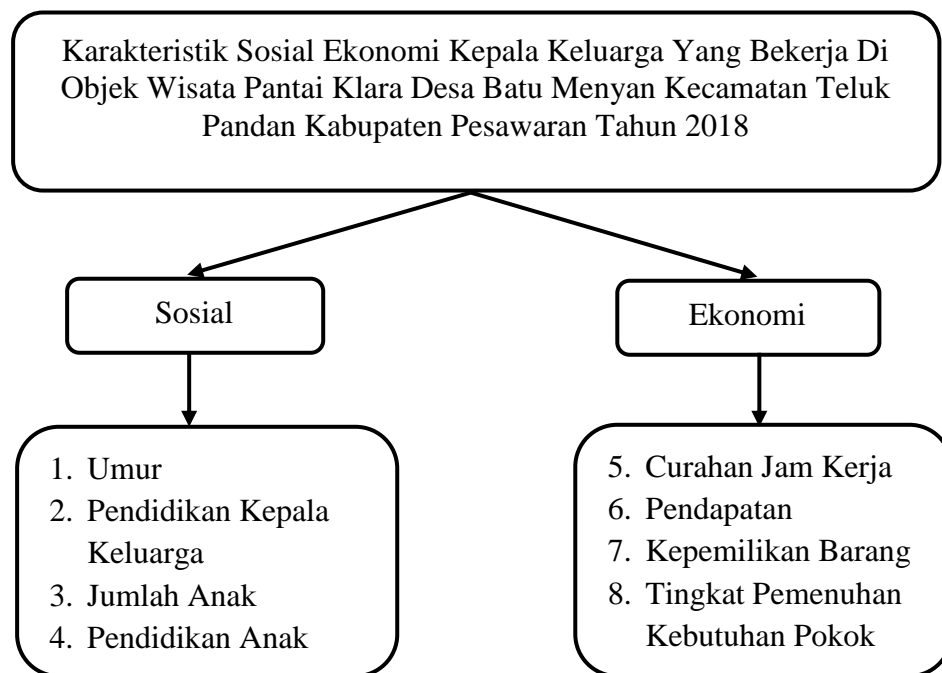 Karakteristik Sosial Ekonomi Kepala Keluarga Yang Bekerja Di
Objek Wisata Pantai Klara Desa Batu Menyan Kecamatan Teluk
Pandan Kabupaten Pesawaran Tahun 2018
Sosial
Ekonomi
1. Umur
2. Pendidikan Kepala
Keluarga
3. Jumlah Anak
4. Pendidikan Anak
5. Curahan Jam Kerja
6. Pendapatan
7. Kepemilikan Barang
8. Tingkat Pemenuhan
Kebutuhan Pokok